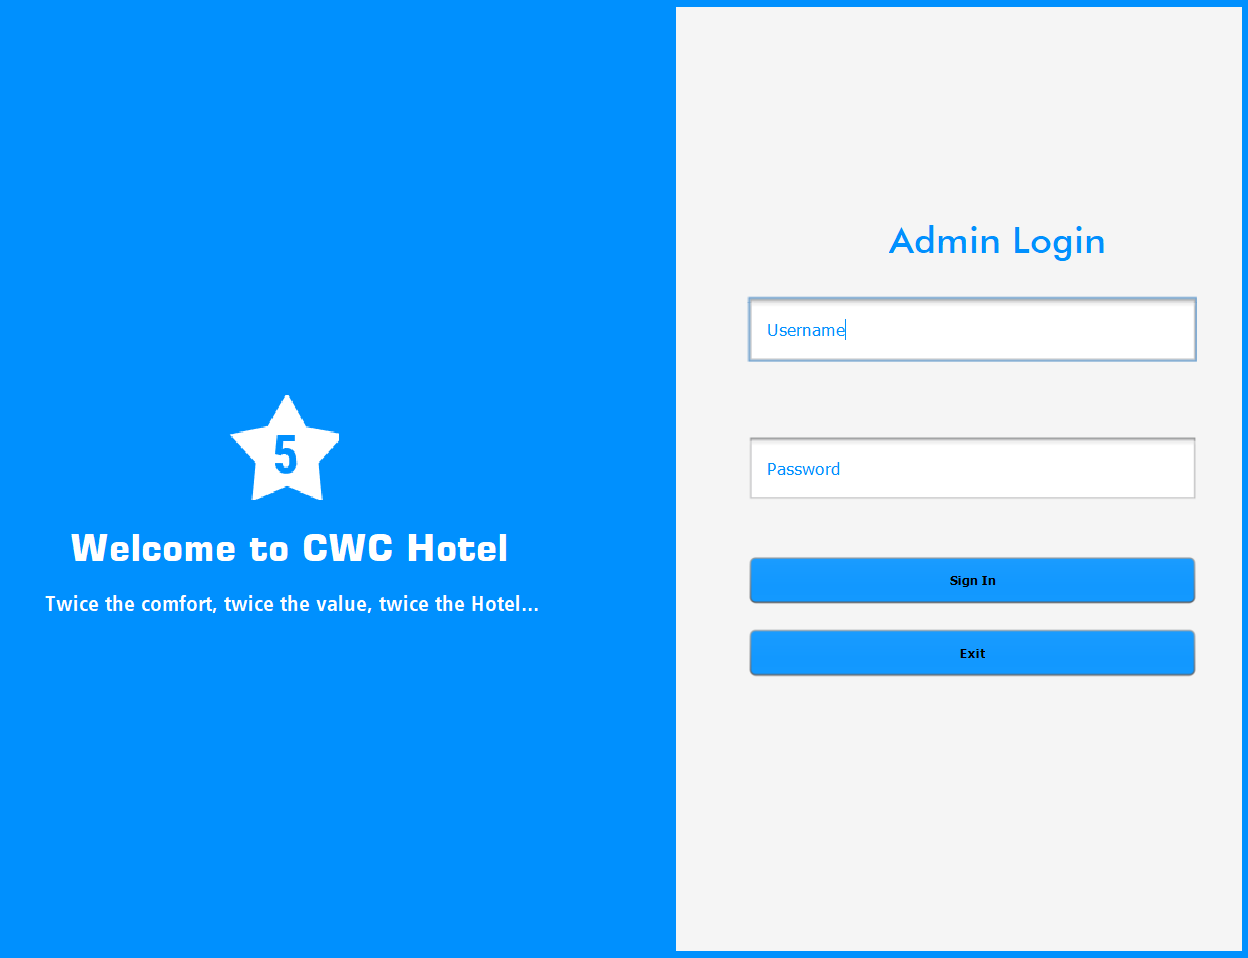 5
Welcome to CWC Hotel
Twice the comfort, twice the value, twice the Hotel...
Admin Login
Username
Password
Sign In
Exit